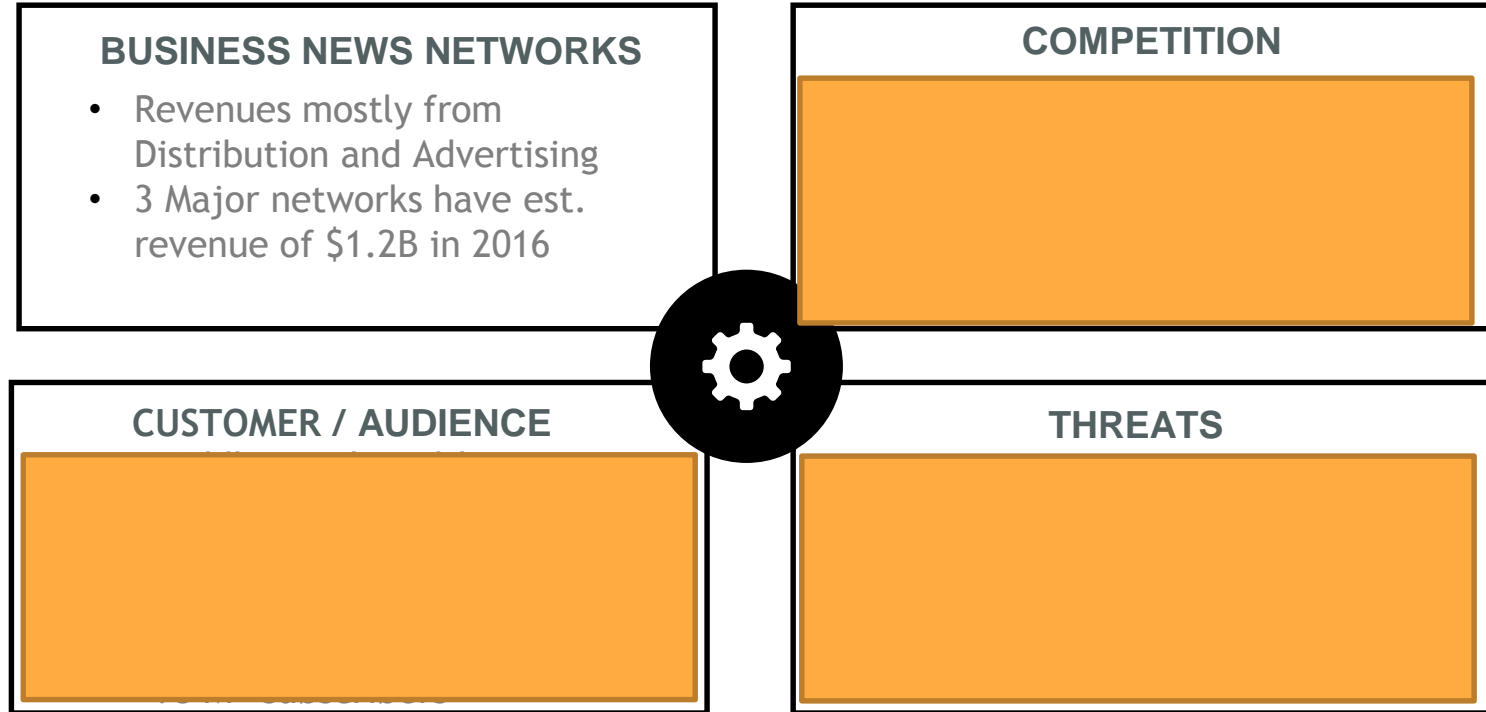 BUSINESS NEWS NETWORKS
• Revenues mostly from
Distribution and Advertising
• 3 Major networks have est.
revenue of $1.2B in 2016
COMPETITION
CUSTOMER / AUDIENCE
THREATS